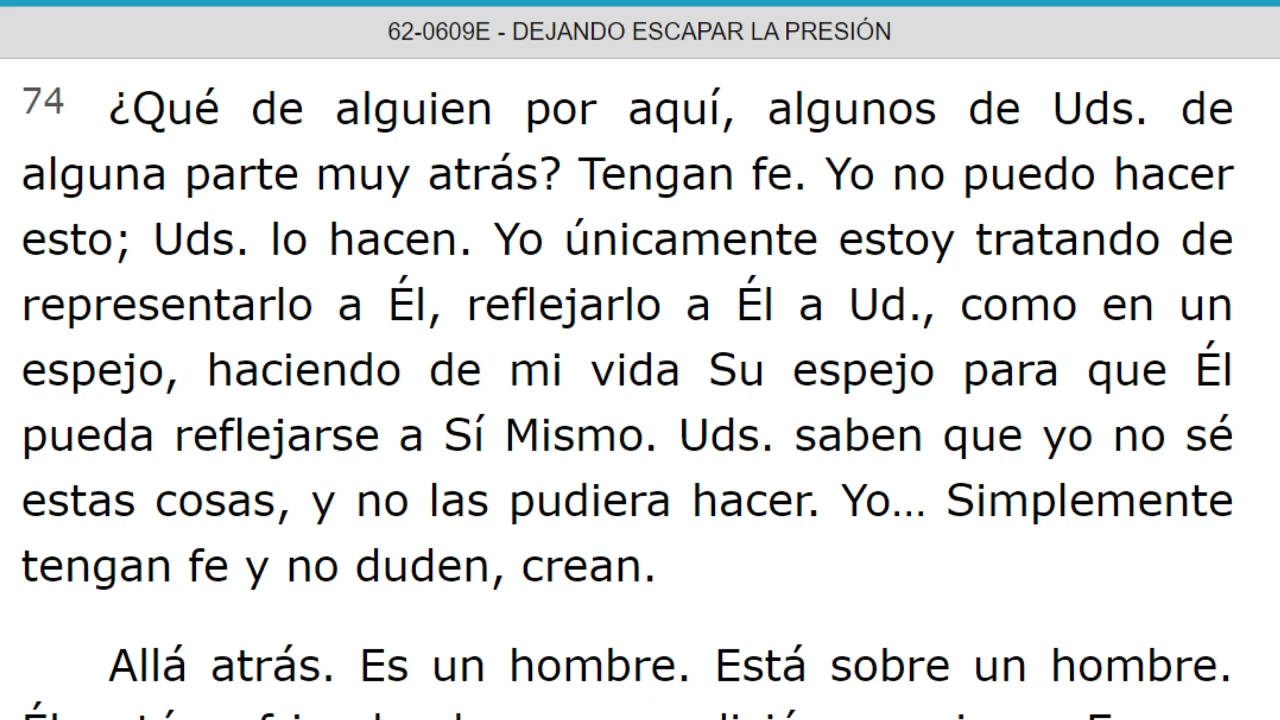 62-0609E - DEJANDO ESCAPAR LA PRESIÓN
74 ¿Qué de alguien por aquí, algunos de Uds. de
alguna parte muy atrás? Tengan fe. Yo no puedo hacer
esto; Uds. lo hacen. Yo únicamente estoy tratando de
representarlo a Él, reflejarlo a Él a Ud., como en un
espejo, haciendo de mi vida Su espejo para que Él
pueda reflejarse a Sí Mismo. Uds. saben que yo no sé
estas cosas, y no las pudiera hacer. Yo… Simplemente
tengan fe y no duden, crean.
Allá atrás. Es un hombre. Está sobre un hombre.